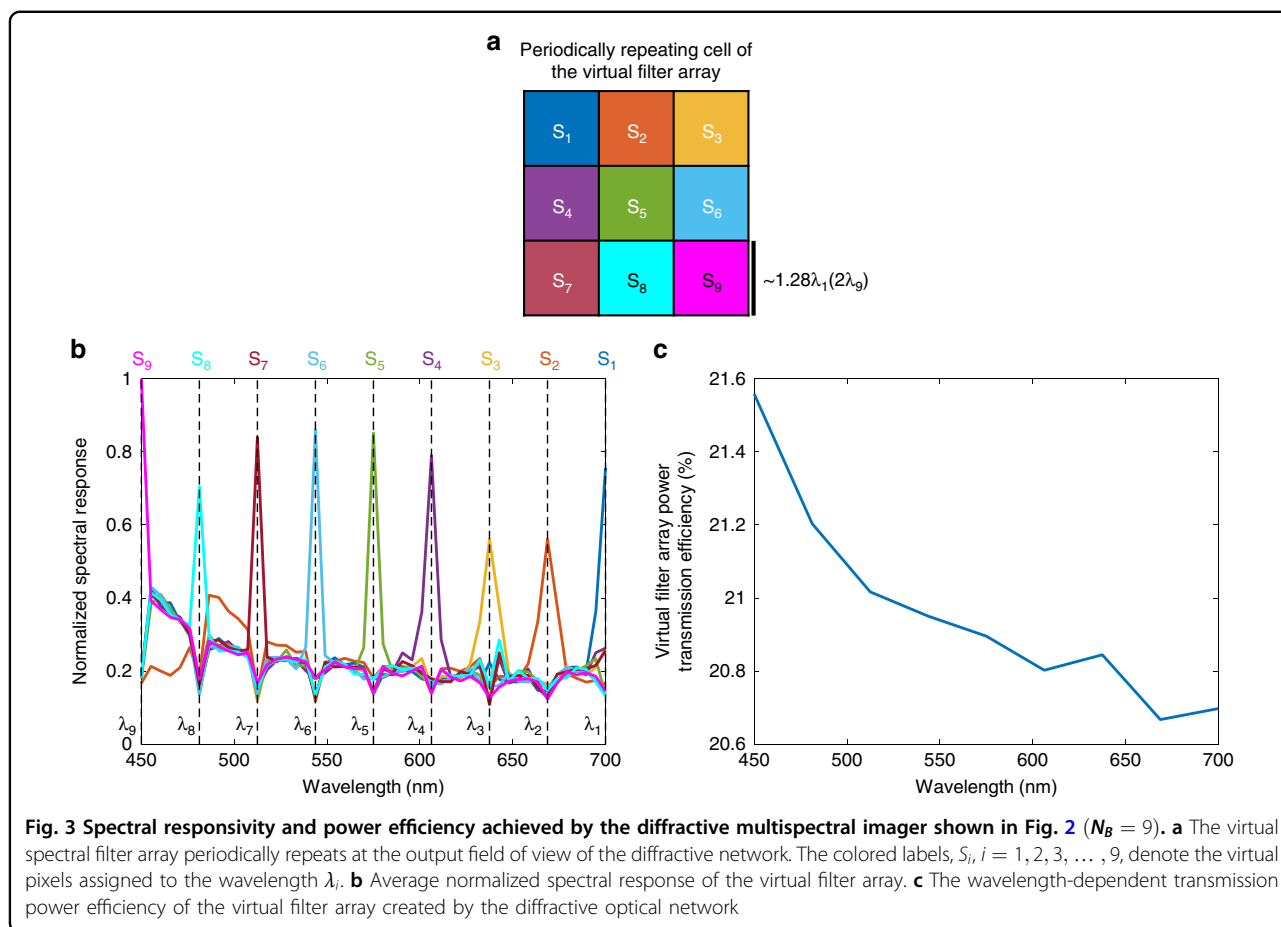 a
Periodically repeating cell of
the virtual filter array
S₁ S₂ S₃
S₄ S₅ S₆
S₇ S₈ S₉
~1.28λ₁(2λ₉)
b
S₉ S₈ S₇ S₆ S₅ S₄ S₃ S₂ S₁
Normalized spectral response
1
0.8
0.6
0.4
0.2
0
λ₉ λ₈ λ₇ λ₆ λ₅ λ₄ λ₃ λ₂ λ₁
450 500 550 600 650 700
Wavelength (nm)
c
Virtual filter array power
transmission efficiency (%)
21.6
21.4
21.2
21
20.8
20.6
450 500 550 600 650 700
Wavelength (nm)
Fig. 3 Spectral responsivity and power efficiency achieved by the diffractive multispectral imager shown in Fig. 2 (N_B = 9). a The virtual
spectral filter array periodically repeats at the output field of view of the diffractive network. The colored labels, Sᵢ, i = 1, 2, 3, … , 9, denote the virtual
pixels assigned to the wavelength λᵢ. b Average normalized spectral response of the virtual filter array. c The wavelength-dependent transmission
power efficiency of the virtual filter array created by the diffractive optical network